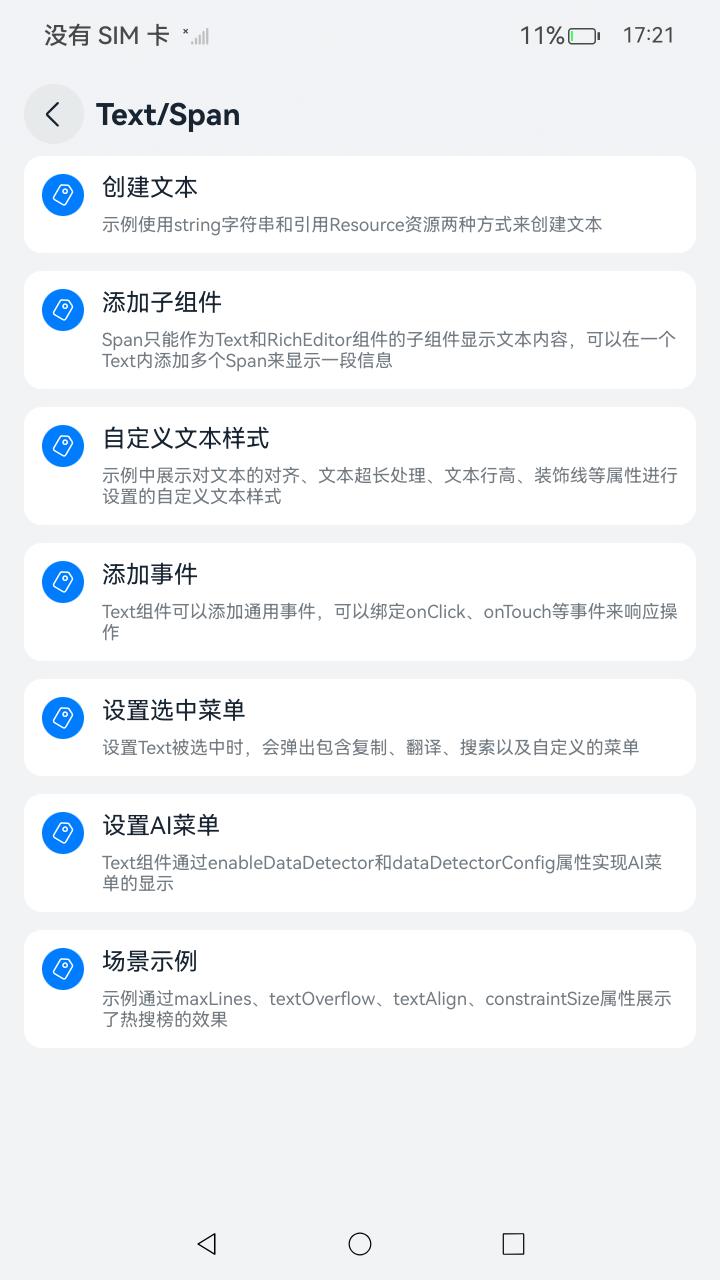 没有 SIM 卡
11%
17:21
Text/Span
创建文本
示例使用string字符串和引用Resource资源两种方式来创建文本
添加子组件
Span只能作为Text和RichEditor组件的子组件显示文本内容，可以在一个
Text内添加多个Span来显示一段信息
自定义文本样式
示例中展示对文本的对齐、文本超长处理、文本行高、装饰线等属性进行
设置的自定义文本样式
添加事件
Text组件可以添加通用事件，可以绑定onClick、onTouch等事件来响应操
作
设置选中菜单
设置Text被选中时，会弹出包含复制、翻译、搜索以及自定义的菜单
设置AI菜单
Text组件通过enableDataDetector和dataDetectorConfig属性实现AI菜
单的显示
场景示例
示例通过maxLines、textOverflow、textAlign、constraintSize属性展示
了热搜榜的效果